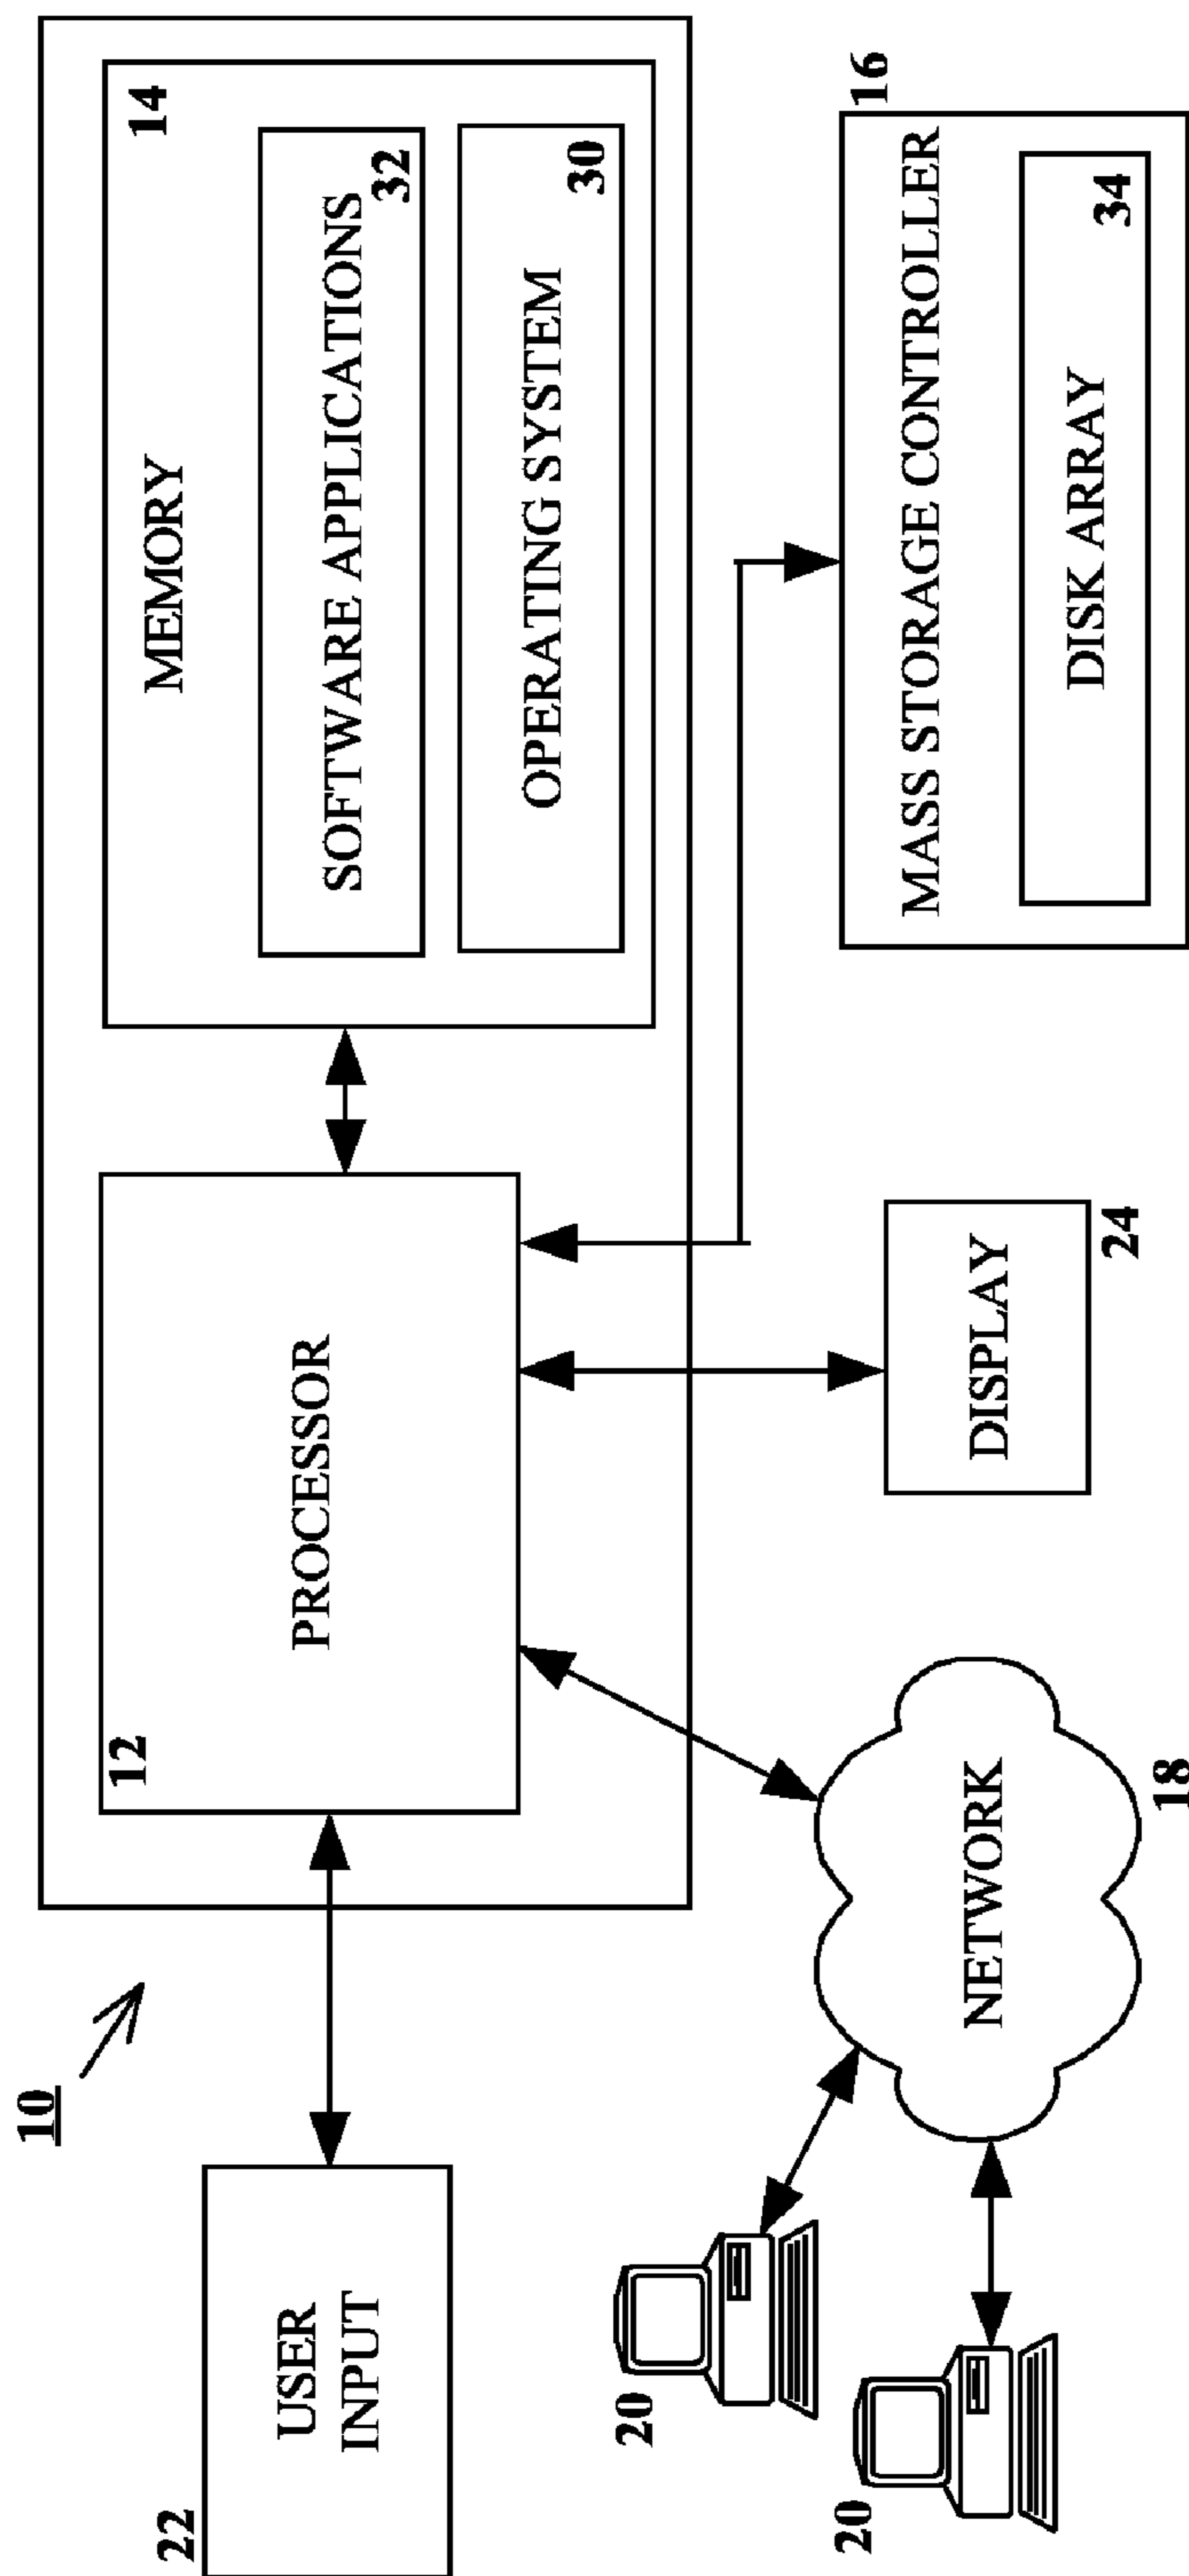 10
22
USER
INPUT
12
PROCESSOR
MEMORY
14
SOFTWARE APPLICATIONS
32
OPERATING SYSTEM
30
20
20
NETWORK
18
DISPLAY
24
16
MASS STORAGE CONTROLLER
DISK ARRAY
34